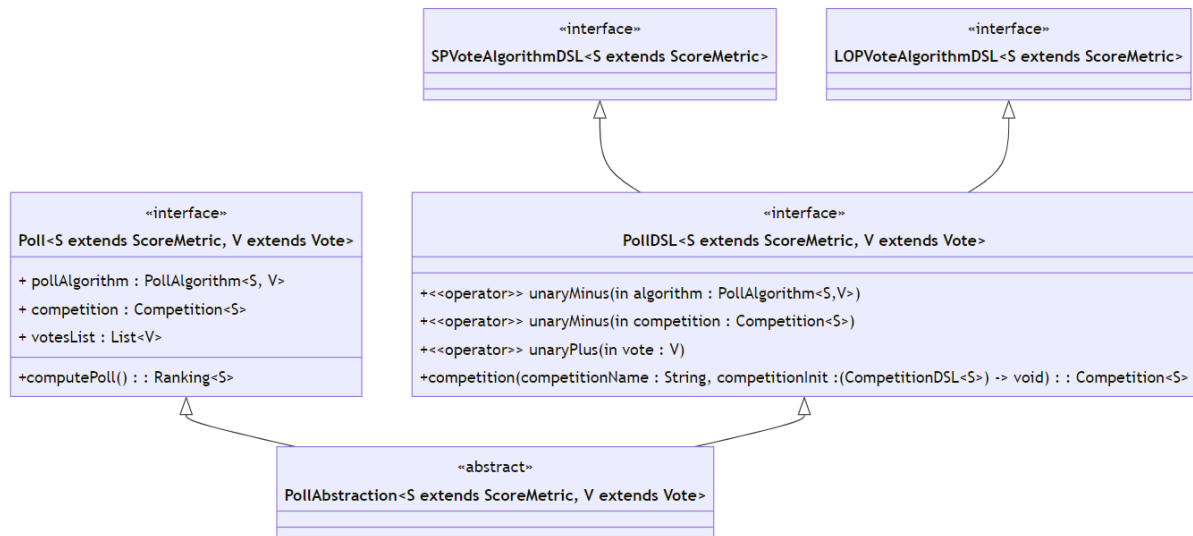 «interface»
SPVoteAlgorithmDSL<S extends ScoreMetric>
«interface»
LOPVoteAlgorithmDSL<S extends ScoreMetric>
«interface»
Poll<S extends ScoreMetric, V extends Vote>
+ pollAlgorithm : PollAlgorithm<S, V>
+ competition : Competition<S>
+ votesList : List<V>
+computePoll() : : Ranking<S>
«interface»
PollDSL<S extends ScoreMetric, V extends Vote>
+<<operator>> unaryMinus(in algorithm : PollAlgorithm<S,V>)
+<<operator>> unaryMinus(in competition : Competition<S>)
+<<operator>> unaryPlus(in vote : V)
+competition(competitionName : String, competitionInit :(CompetitionDSL<S>) -> void) : : Competition<S>
«abstract»
PollAbstraction<S extends ScoreMetric, V extends Vote>